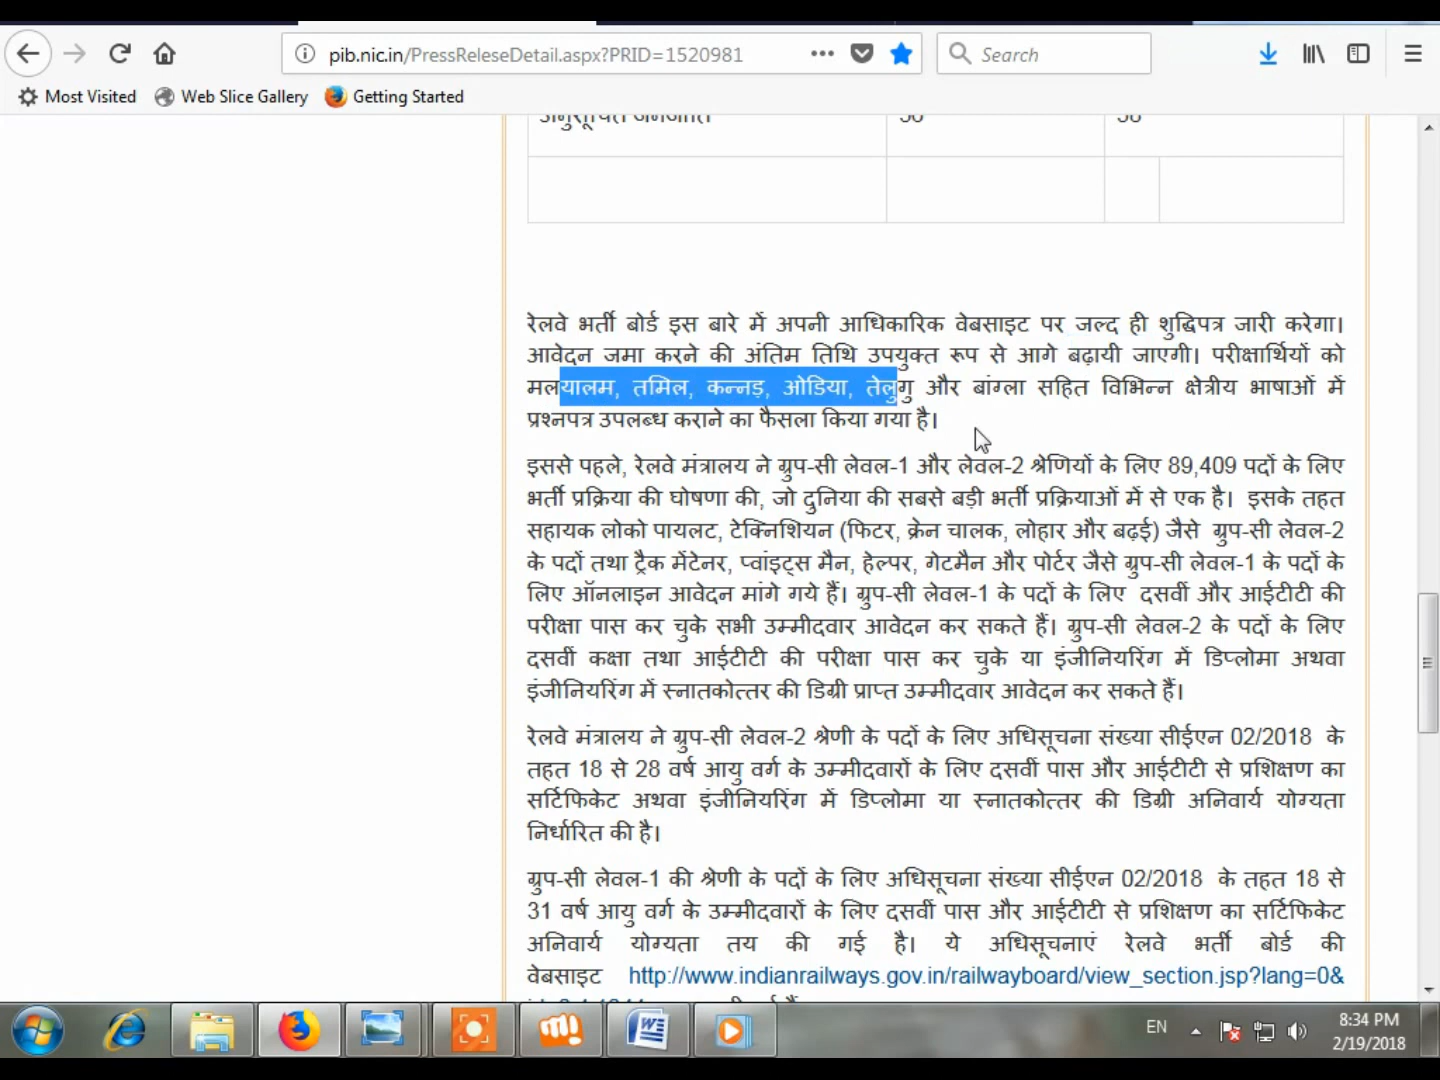 pib.nic.in/PressReleseDetail.aspx?PRID=1520981
Search
Most Visited Web Slice Gallery Getting Started
अनुसूचित जनजाति
रेलवे भर्ती बोर्ड इस बारे में अपनी आधिकारिक वेबसाइट पर जल्द ही शुद्धिपत्र जारी करेगा।
आवेदन जमा करने की अंतिम तिथि उपयुक्त रूप से आगे बढ़ायी जाएगी। परीक्षार्थियों को
मलयालम, तमिल, कन्नड़, ओडिया, तेलुगु और बांग्ला सहित विभिन्न क्षेत्रीय भाषाओं में
प्रश्नपत्र उपलब्ध कराने का फैसला किया गया है।
इससे पहले, रेलवे मंत्रालय ने ग्रुप-सी लेवल-1 और लेवल-2 श्रेणियों के लिए 89,409 पदों के लिए
भर्ती प्रक्रिया की घोषणा की, जो दुनिया की सबसे बड़ी भर्ती प्रक्रियाओं में से एक है। इसके तहत
सहायक लोको पायलट, टेक्निशियन (फिटर, क्रेन चालक, लोहार और बढ़ई) जैसे ग्रुप-सी लेवल-2
के पदों तथा ट्रैक मेंटेनर, प्वांइट्स मैन, हेल्पर, गेटमैन और पोर्टर जैसे ग्रुप-सी लेवल-1 के पदों के
लिए ऑनलाइन आवेदन मांगे गये हैं। ग्रुप-सी लेवल-1 के पदों के लिए दसवीं और आईटीटी की
परीक्षा पास कर चुके सभी उम्मीदवार आवेदन कर सकते हैं। ग्रुप-सी लेवल-2 के पदों के लिए
दसवीं कक्षा तथा आईटीटी की परीक्षा पास कर चुके या इंजीनियरिंग में डिप्लोमा अथवा
इंजीनियरिंग में स्नातकोत्तर की डिग्री प्राप्त उम्मीदवार आवेदन कर सकते हैं।
रेलवे मंत्रालय ने ग्रुप-सी लेवल-2 श्रेणी के पदों के लिए अधिसूचना संख्या सीईएन 02/2018 के
तहत 18 से 28 वर्ष आयु वर्ग के उम्मीदवारों के लिए दसवीं पास और आईटीटी से प्रशिक्षण का
सर्टिफिकेट अथवा इंजीनियरिंग में डिप्लोमा या स्नातकोत्तर की डिग्री अनिवार्य योग्यता
निर्धारित की है।
ग्रुप-सी लेवल-1 की श्रेणी के पदों के लिए अधिसूचना संख्या सीईएन 02/2018 के तहत 18 से
31 वर्ष आयु वर्ग के उम्मीदवारों के लिए दसवीं पास और आईटीटी से प्रशिक्षण का सर्टिफिकेट
अनिवार्य योग्यता तय की गई है। ये अधिसूचनाएं रेलवे भर्ती बोर्ड की
वेबसाइट http://www.indianrailways.gov.in/railwayboard/view_section.jsp?lang=0&
EN
8:34 PM
2/19/2018